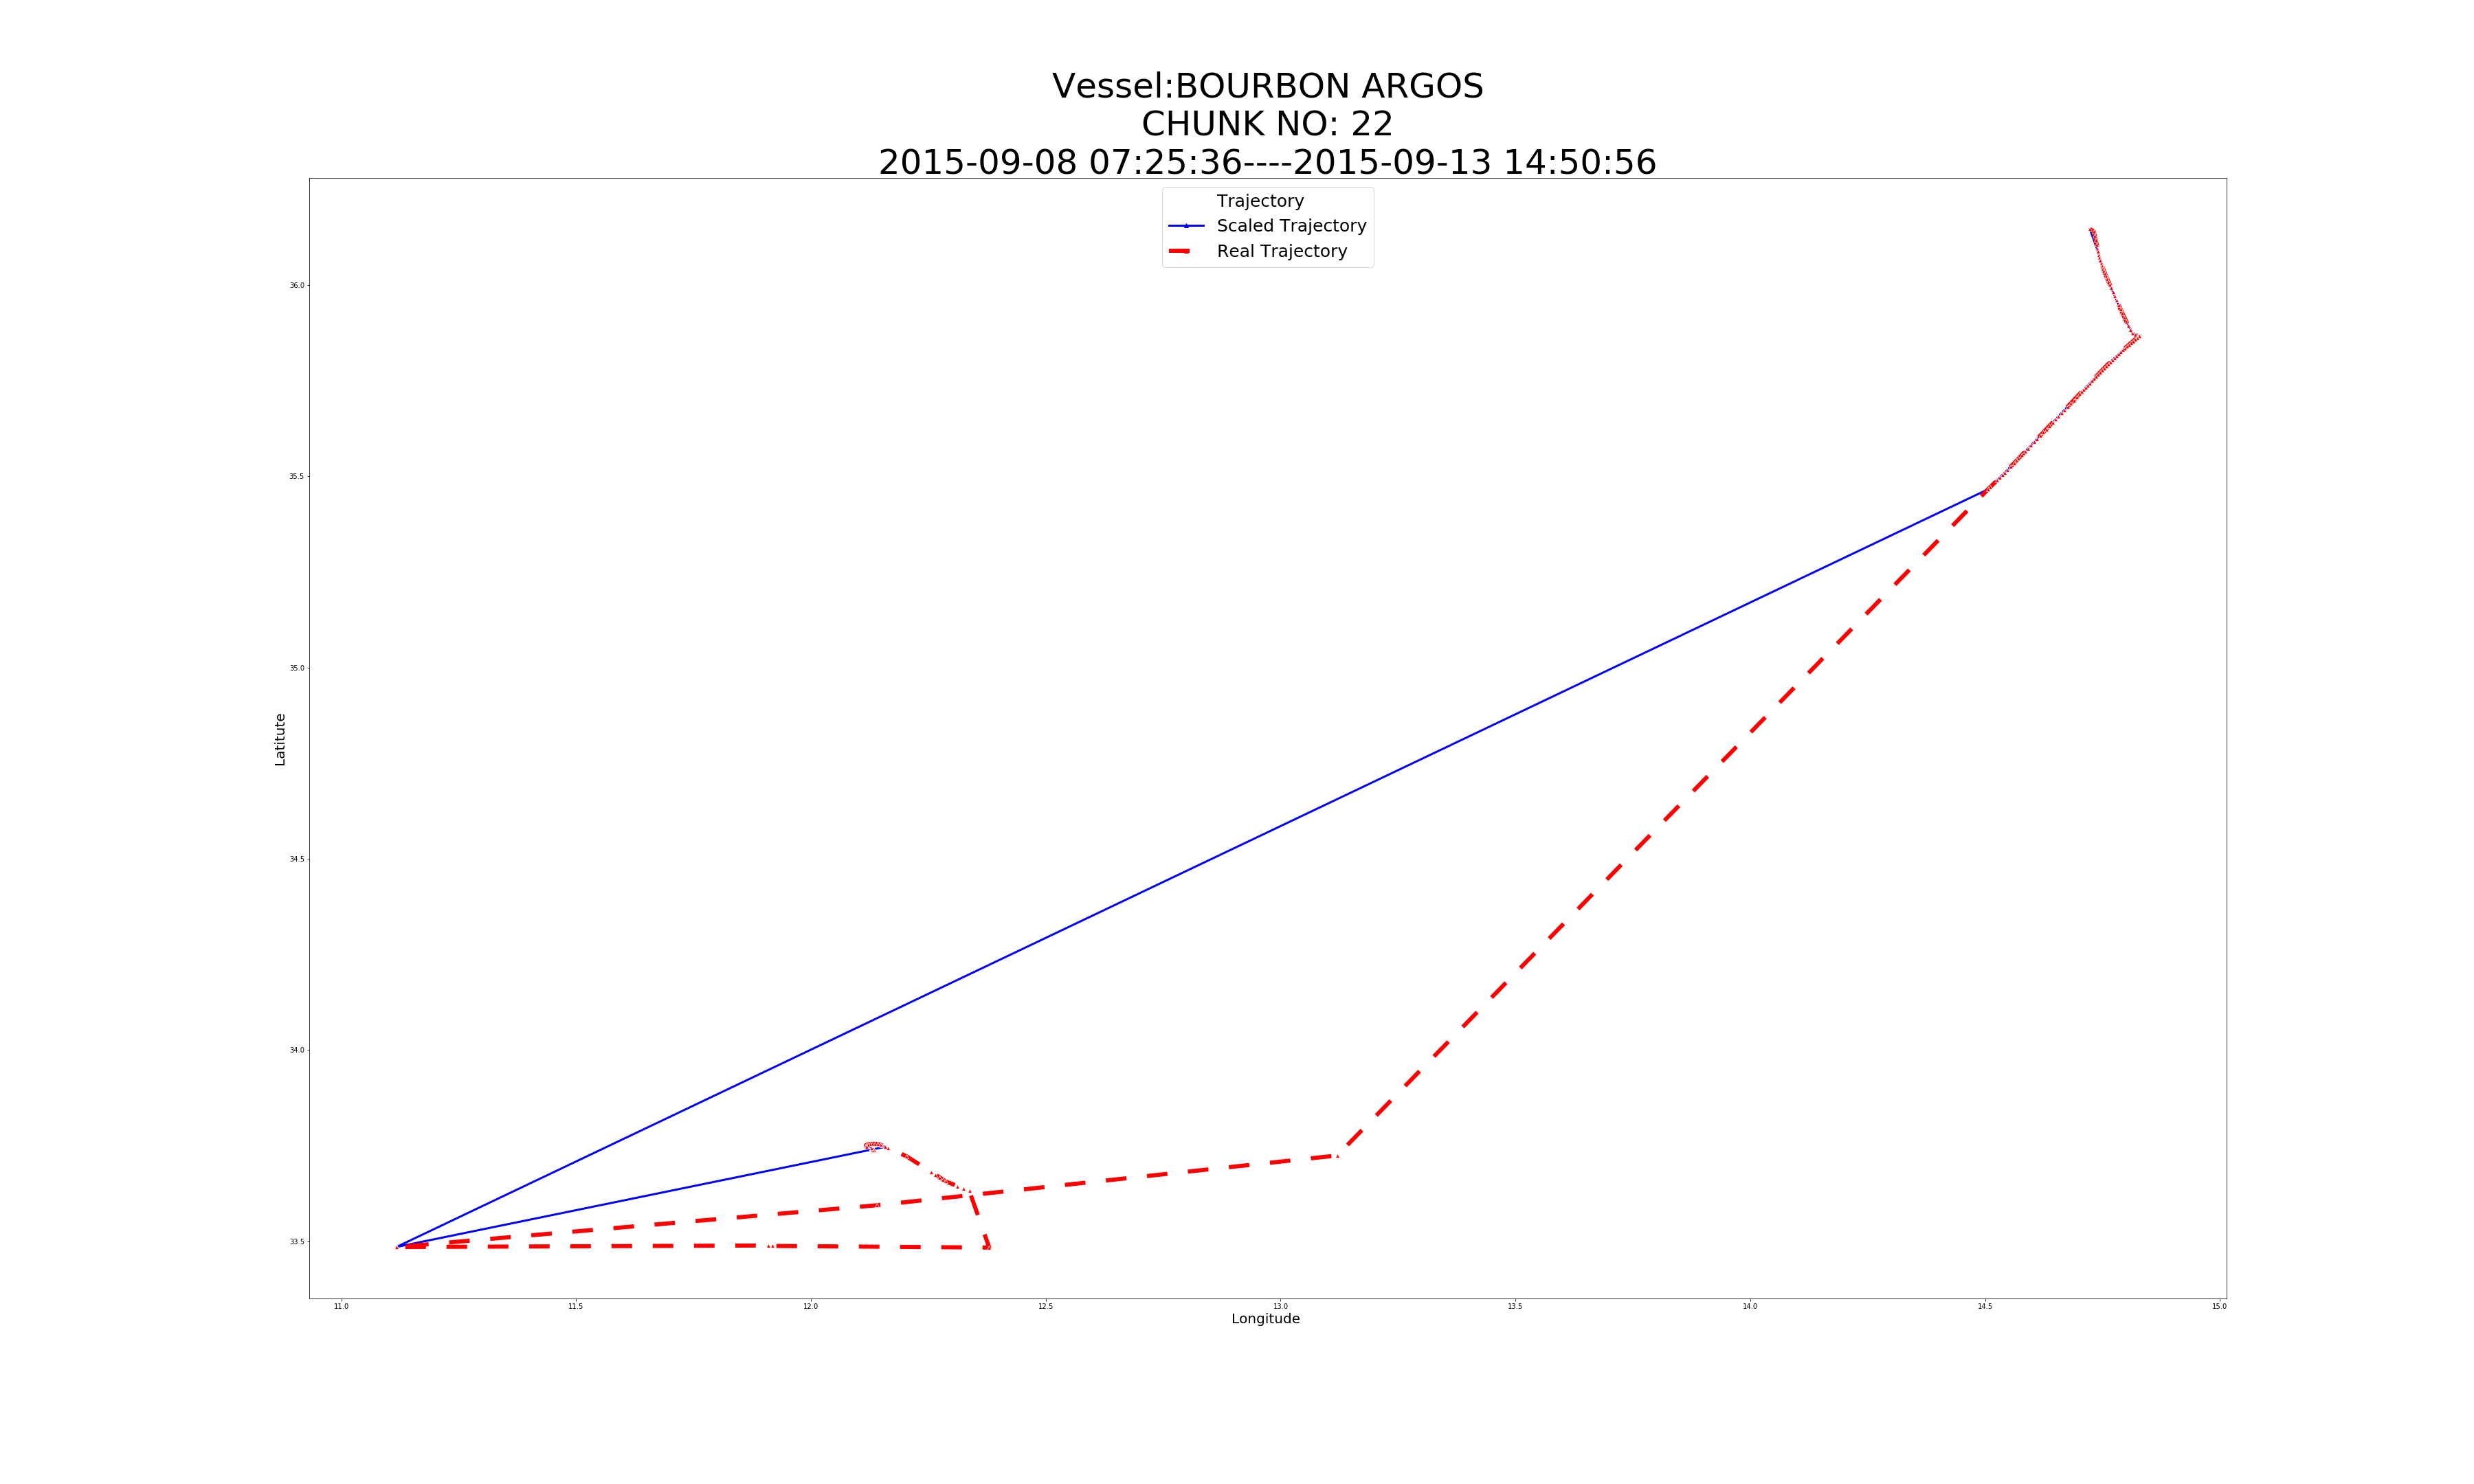 Vessel:BOURBON ARGOS
CHUNK NO: 22
2015-09-08 07:25:36----2015-09-13 14:50:56
Trajectory
Scaled Trajectory
Real Trajectory
36.0
35.5
35.0
34.5
34.0
33.5
Latitute
11.0 11.5 12.0 12.5 13.0 13.5 14.0 14.5 15.0
Longitude